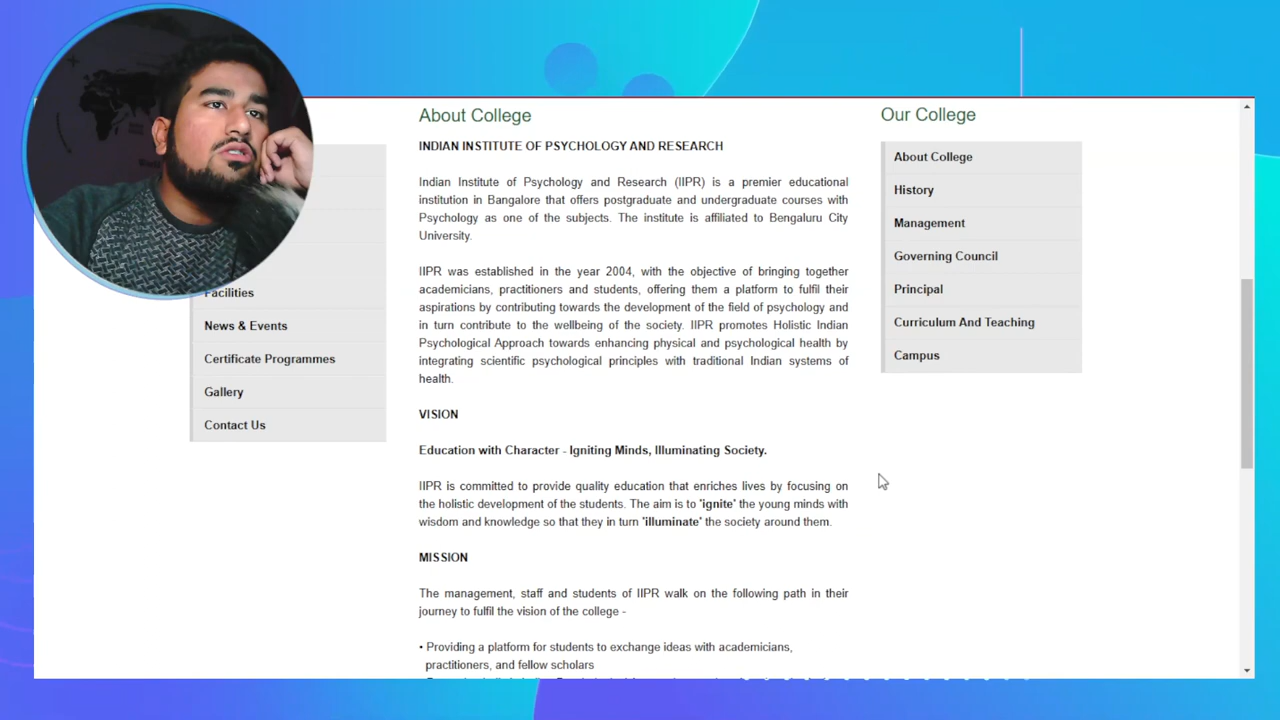 Facilities
News & Events
Certificate Programmes
Gallery
Contact Us
About College
INDIAN INSTITUTE OF PSYCHOLOGY AND RESEARCH
Indian Institute of Psychology and Research (IIPR) is a premier educational
institution in Bangalore that offers postgraduate and undergraduate courses with
Psychology as one of the subjects. The institute is affiliated to Bengaluru City
University.
IIPR was established in the year 2004, with the objective of bringing together
academicians, practitioners and students, offering them a platform to fulfil their
aspirations by contributing towards the development of the field of psychology and
in turn contribute to the wellbeing of the society. IIPR promotes Holistic Indian
Psychological Approach towards enhancing physical and psychological health by
integrating scientific psychological principles with traditional Indian systems of
health.
VISION
Education with Character - Igniting Minds, Illuminating Society.
IIPR is committed to provide quality education that enriches lives by focusing on
the holistic development of the students. The aim is to 'ignite' the young minds with
wisdom and knowledge so that they in turn 'illuminate' the society around them.
MISSION
The management, staff and students of IIPR walk on the following path in their
journey to fulfil the vision of the college -
• Providing a platform for students to exchange ideas with academicians,
practitioners, and fellow scholars
Our College
About College
History
Management
Governing Council
Principal
Curriculum And Teaching
Campus